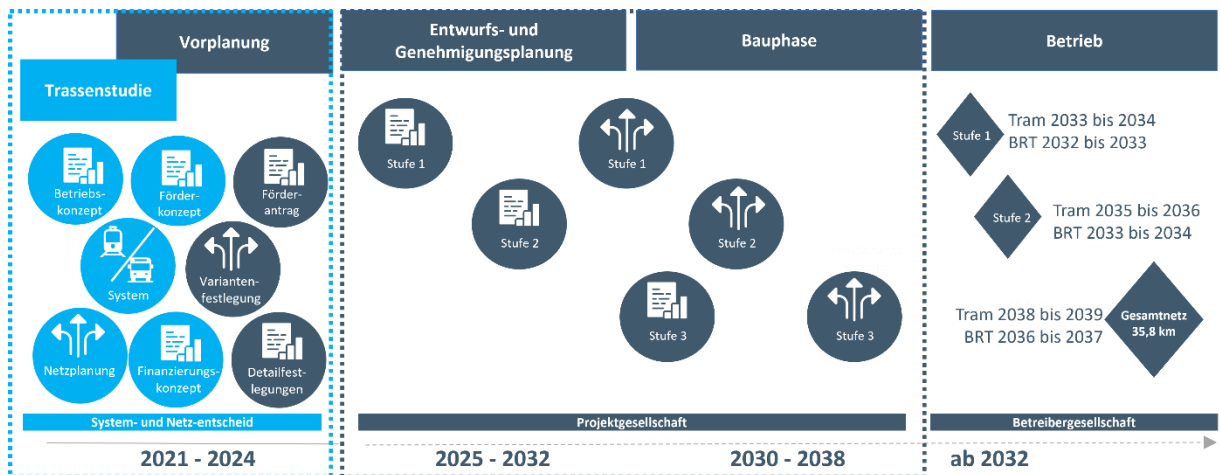 Vorplanung
Trassenstudie
Betriebs-
konzept
Förder-
konzept
Förder-
antrag
System
Varianten-
festlegung
Netzplanung
Finanzierungs-
konzept
Detailfest-
legungen
System- und Netz-entscheid
2021 - 2024
Entwurfs- und
Genehmigungsplanung
Bauphase
Stufe 1
Stufe 1
Stufe 2
Stufe 2
Stufe 3
Stufe 3
Projektgesellschaft
2025 - 2032
2030 - 2038
Betrieb
Stufe 1
Tram 2033 bis 2034
BRT 2032 bis 2033
Stufe 2
Tram 2035 bis 2036
BRT 2033 bis 2034
Tram 2038 bis 2039
BRT 2036 bis 2037
Gesamtnetz
35,8 km
Betreibergesellschaft
ab 2032